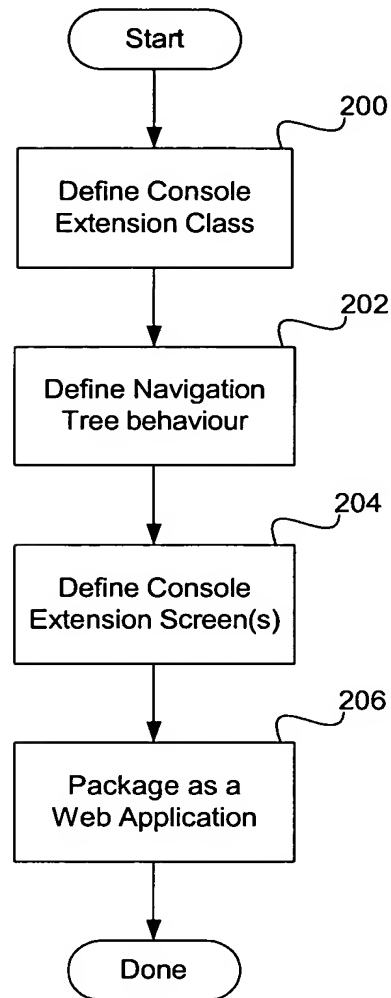 Start
200
Define Console
Extension Class
202
Define Navigation
Tree behaviour
204
Define Console
Extension Screen(s)
206
Package as a
Web Application
Done